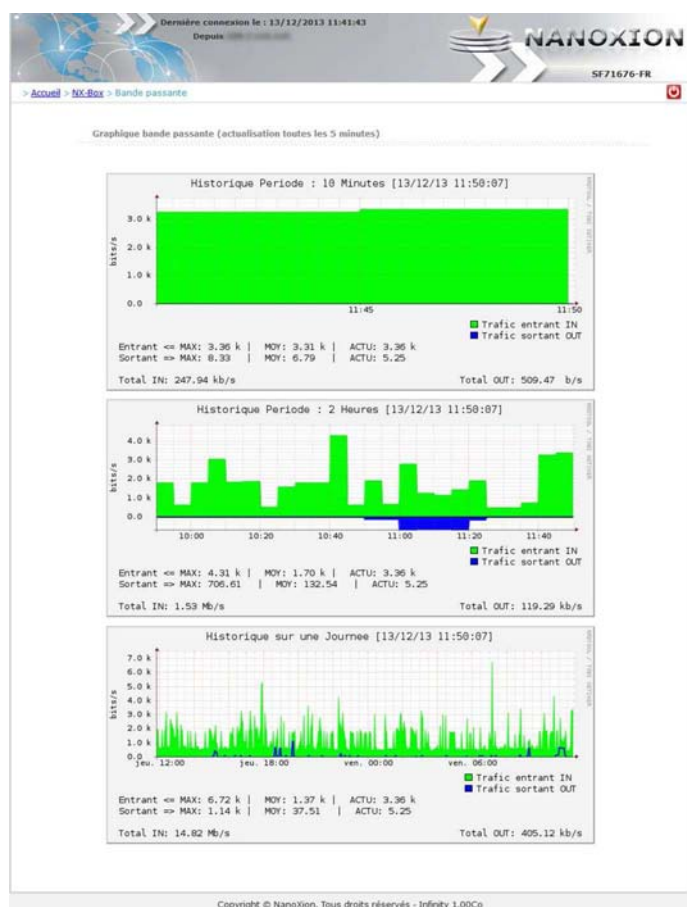 Dernière connexion le : 13/12/2013 11:41:43
Depuis
NANOXION
SF71676-FR
> Accueil > NX-Box > Bande passante
Graphique bande passante (actualisation toutes les 5 minutes)
Historique Periode : 10 Minutes [13/12/13 11:50:07]
bits/s
3.0 k
2.0 k
1.0 k
0.0
11:45 11:50
Trafic entrant IN
Trafic sortant OUT
Entrant <= MAX: 3.36 k | MOY: 3.31 k | ACTU: 3.36 k
Sortant => MAX: 8.33 | MOY: 6.79 | ACTU: 5.25
Total IN: 247.94 kb/s Total OUT: 509.47 b/s
Historique Periode : 2 Heures [13/12/13 11:50:07]
bits/s
4.0 k
3.0 k
2.0 k
1.0 k
0.0
10:00 10:20 10:40 11:00 11:20 11:40
Trafic entrant IN
Trafic sortant OUT
Entrant <= MAX: 4.31 k | MOY: 1.70 k | ACTU: 3.36 k
Sortant => MAX: 706.61 | MOY: 132.54 | ACTU: 5.25
Total IN: 1.53 Mb/s Total OUT: 119.29 kb/s
Historique sur une Journee [13/12/13 11:50:07]
bits/s
7.0 k
6.0 k
5.0 k
4.0 k
3.0 k
2.0 k
1.0 k
0.0
jeu. 12:00 jeu. 18:00 ven. 00:00 ven. 06:00
Trafic entrant IN
Trafic sortant OUT
Entrant <= MAX: 6.72 k | MOY: 1.37 k | ACTU: 3.36 k
Sortant => MAX: 1.14 k | MOY: 37.51 | ACTU: 5.25
Total IN: 14.82 Mb/s Total OUT: 405.12 kb/s
Copyright © NanoXion. Tous droits réservés - Infinity 1.00Co